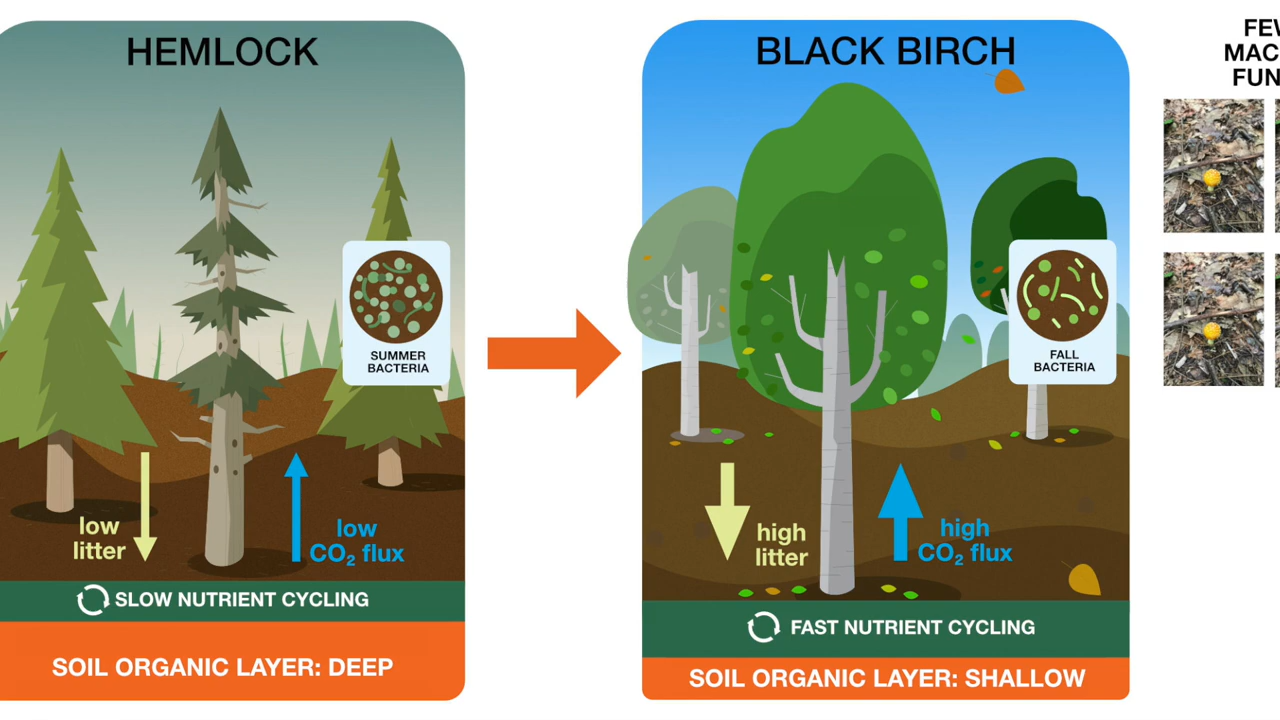 HEMLOCK
SUMMER
BACTERIA
low
litter
low
CO₂ flux
SLOW NUTRIENT CYCLING
SOIL ORGANIC LAYER: DEEP
BLACK BIRCH
FALL
BACTERIA
high
litter
high
CO₂ flux
FAST NUTRIENT CYCLING
SOIL ORGANIC LAYER: SHALLOW